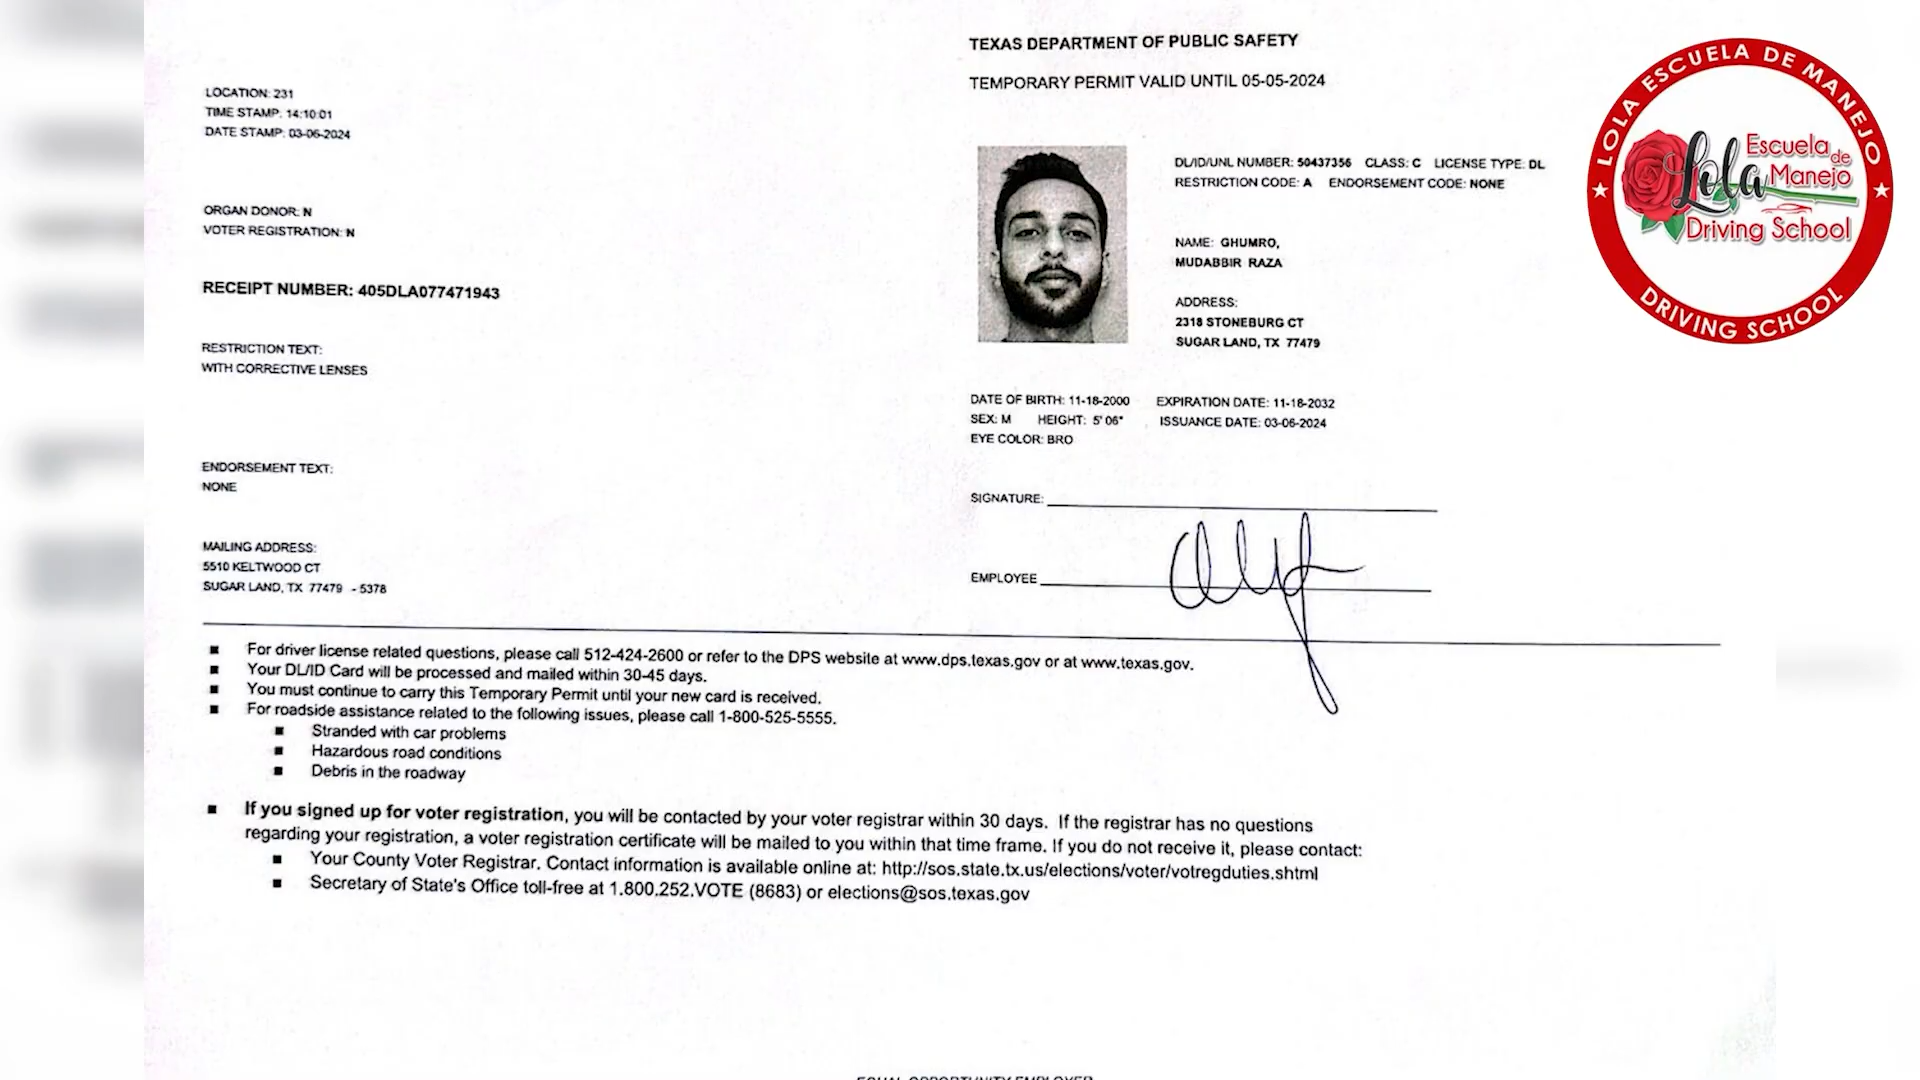 TEXAS DEPARTMENT OF PUBLIC SAFETY
TEMPORARY PERMIT VALID UNTIL 05-05-2024
LOCATION: 231
TIME STAMP: 14:10:01
DATE STAMP: 03-06-2024
ORGAN DONOR: N
VOTER REGISTRATION: N
RECEIPT NUMBER: 405DLA077471943
RESTRICTION TEXT:
WITH CORRECTIVE LENSES
ENDORSEMENT TEXT:
NONE
MAILING ADDRESS:
5510 KELTWOOD CT
SUGAR LAND, TX 77479 - 5378
DL/ID/UNL NUMBER: 50437356 CLASS: C LICENSE TYPE: DL
RESTRICTION CODE: A ENDORSEMENT CODE: NONE
NAME: GHUMRO,
MUDABBIR RAZA
ADDRESS:
2318 STONEBURG CT
SUGAR LAND, TX 77479
DATE OF BIRTH: 11-18-2000 EXPIRATION DATE: 11-18-2032
SEX: M HEIGHT: 5' 06" ISSUANCE DATE: 03-06-2024
EYE COLOR: BRO
SIGNATURE:
EMPLOYEE
For driver license related questions, please call 512-424-2600 or refer to the DPS website at www.dps.texas.gov or at www.texas.gov.
Your DL/ID Card will be processed and mailed within 30-45 days.
You must continue to carry this Temporary Permit until your new card is received.
For roadside assistance related to the following issues, please call 1-800-525-5555.
Stranded with car problems
Hazardous road conditions
Debris in the roadway
If you signed up for voter registration, you will be contacted by your voter registrar within 30 days. If the registrar has no questions
regarding your registration, a voter registration certificate will be mailed to you within that time frame. If you do not receive it, please contact:
Your County Voter Registrar. Contact information is available online at: http://sos.state.tx.us/elections/voter/votregduties.shtml
Secretary of State's Office toll-free at 1.800.252.VOTE (8683) or elections@sos.texas.gov
EQUAL OPPORTUNITY EMPLOYER
LOLA ESCUELA DE MANEJO
Lola Escuela de Manejo
Driving School
DRIVING SCHOOL